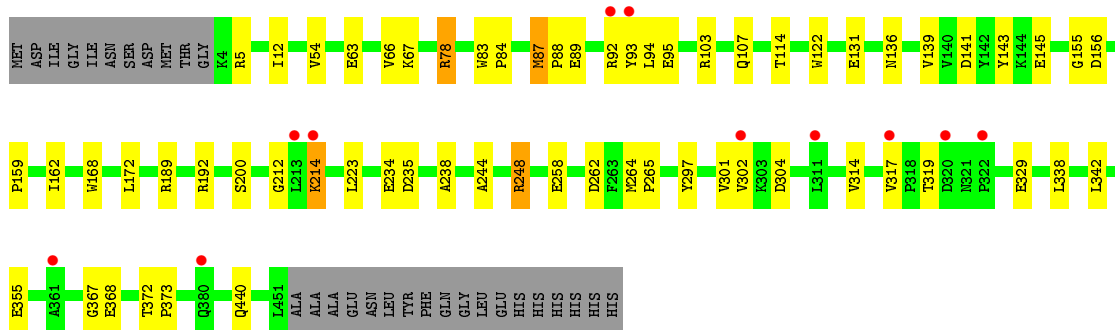 MET ASP ILE GLY ILE ASN SER ASP MET THR GLY K4 R5 I12 V54 E63 V66 K67 R78 W83 P84 M87 P88 E89 R92 Y93 L94 E95 R103 Q107 T114 W122 E131 N136 V139 V140 D141 Y142 Y143 K144 E145 G155 D156
P159 I162 W168 L172 R189 R192 S200 G212 L213 K214 L223 E234 D235 A238 A244 R248 E258 D262 F263 M264 P265 Y297 V301 V302 K303 D304 L311 V314 V317 P318 T319 D320 N321 P322 E329 L338 L342
E355 A361 G367 E368 T372 P373 Q380 Q440 L451 ALA ALA ALA GLU ASN LEU TYR PHE GLN GLY LEU GLU HIS HIS HIS HIS HIS HIS